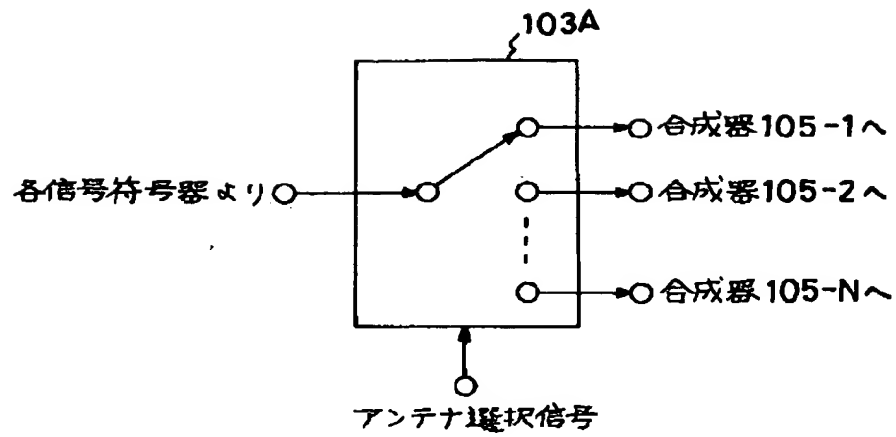 103A
合成器105-1へ
各信号符号器より
合成器105-2へ
合成器105-Nへ
アンテナ選択信号